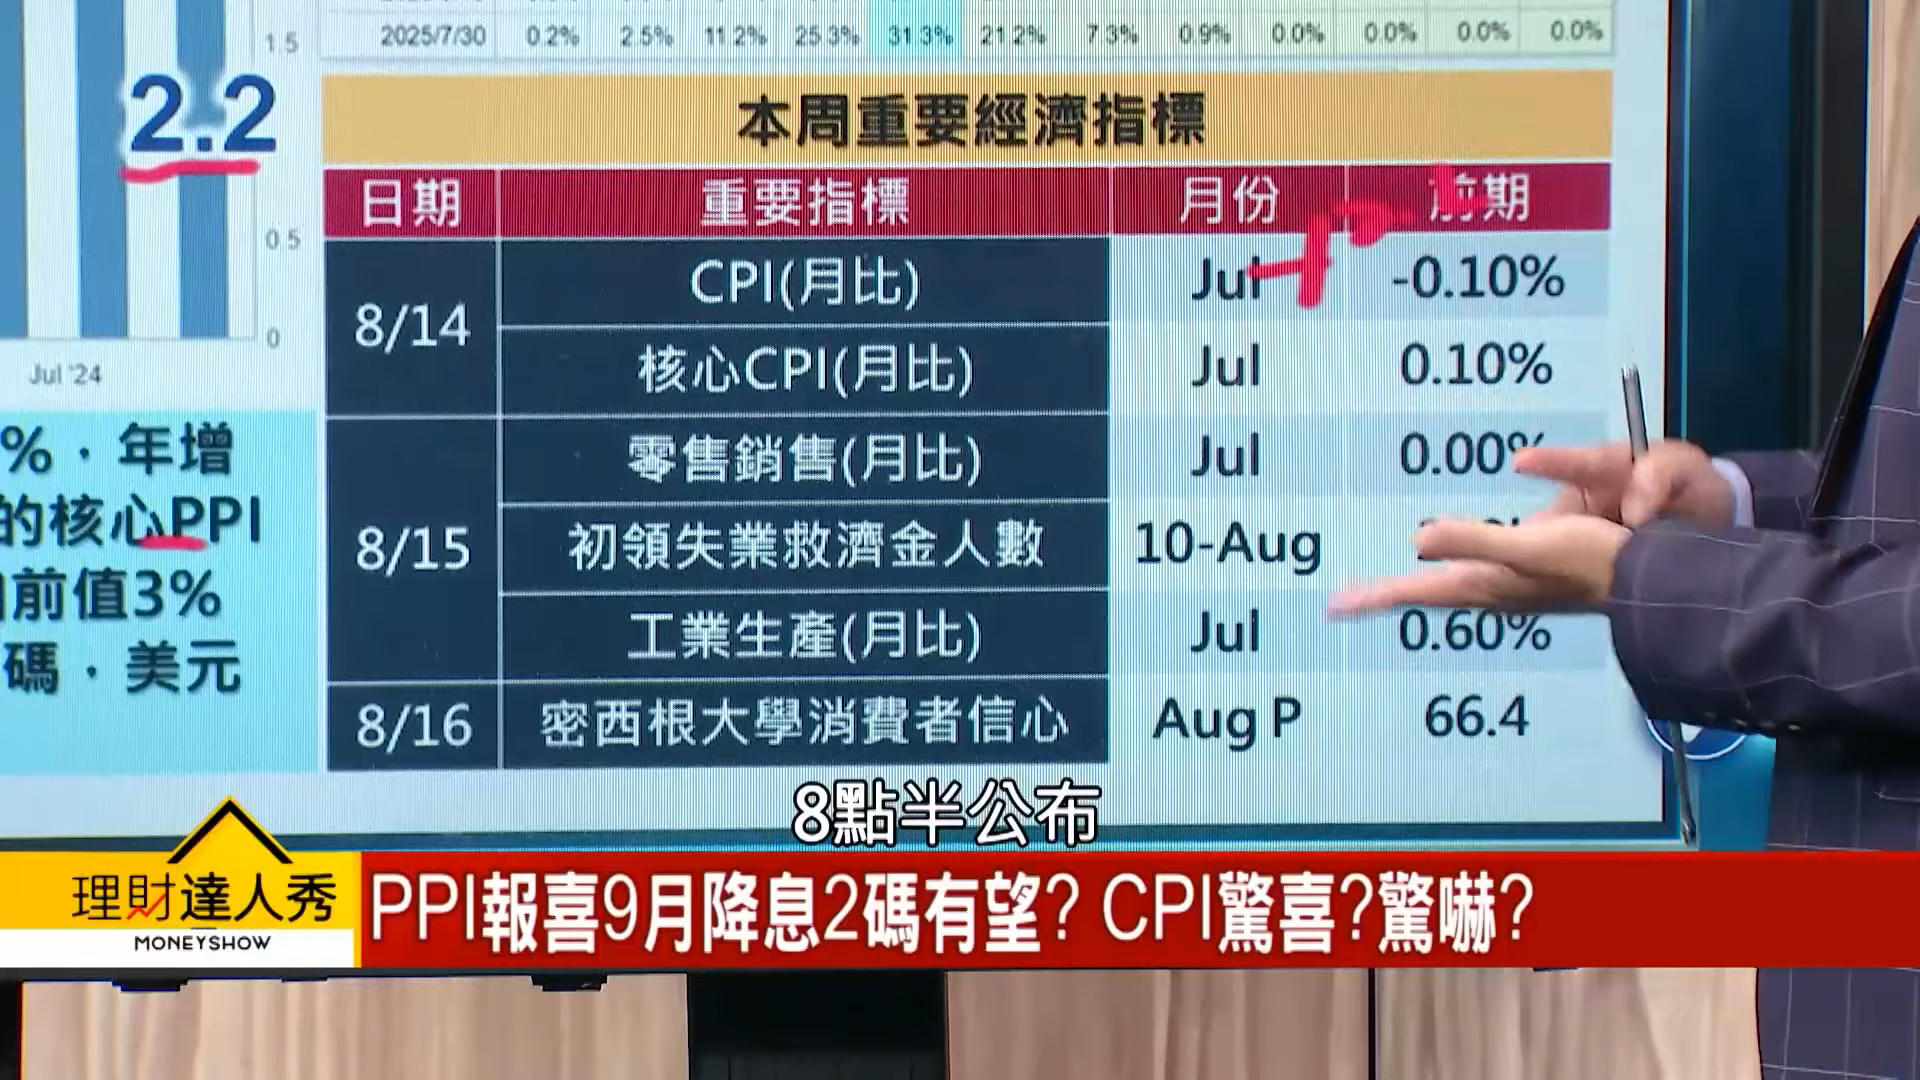 1.5
2025/7/30 0.2% 2.5% 11.2% 25.3% 31.3% 21.2% 7.3% 0.9% 0.0% 0.0% 0.0% 0.0%
2.2
0.5
0
Jul '24
%．年增
的核心PPI
前值3%
碼．美元
本周重要經濟指標
日期 重要指標 月份 前期
8/14 CPI(月比) Jul -0.10%
核心CPI(月比) Jul 0.10%
8/15 零售銷售(月比) Jul 0.00%
初領失業救濟金人數 10-Aug
工業生產(月比) Jul 0.60%
8/16 密西根大學消費者信心 Aug P 66.4
8點半公布
理財達人秀
MONEYSHOW
PPI報喜9月降息2碼有望? CPI驚喜?驚嚇?